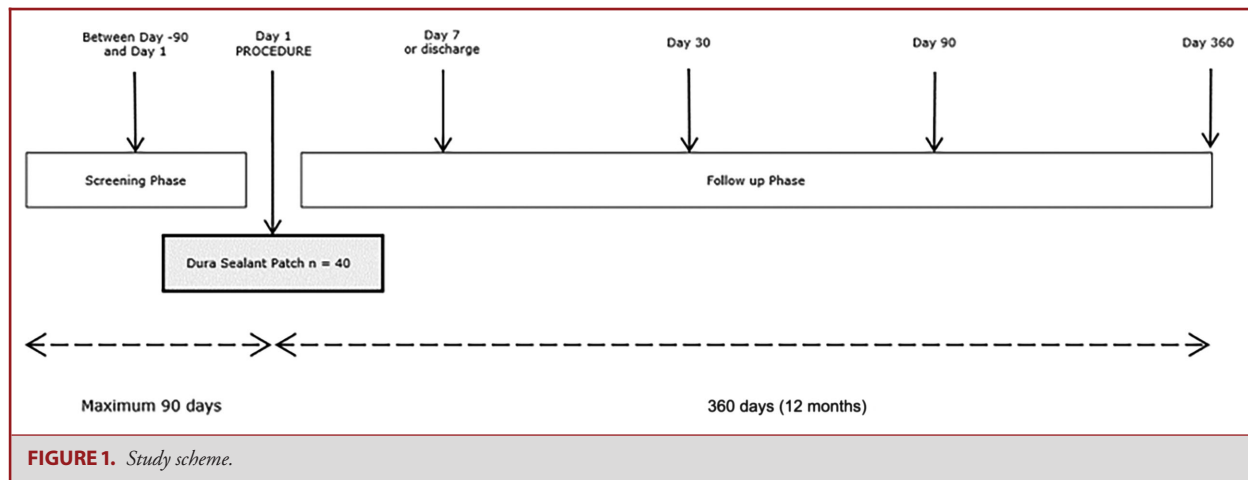 Between Day -90
and Day 1
Day 1
PROCEDURE
Day 7
or discharge
Day 30
Day 90
Day 360
Screening Phase
Follow up Phase
Dura Sealant Patch n = 40
Maximum 90 days
360 days (12 months)
FIGURE 1. Study scheme.